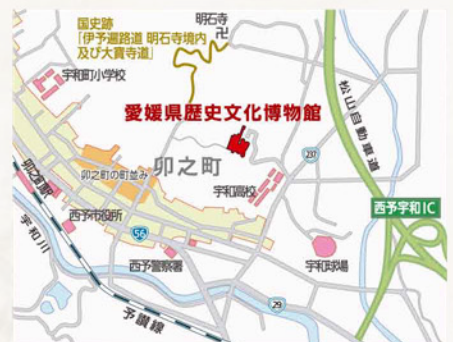 国史跡
「伊予遍路道 明石寺境内
及び大寶寺道」
明石寺
卍
宇和町小学校
愛媛県歴史文化博物館
松山自動車道
卯之町
237
卯之町の町並み
卯之町駅
宇和高校
西予市役所
西予宇和IC
56
宇和川
西予警察署
宇和球場
29
予讃線